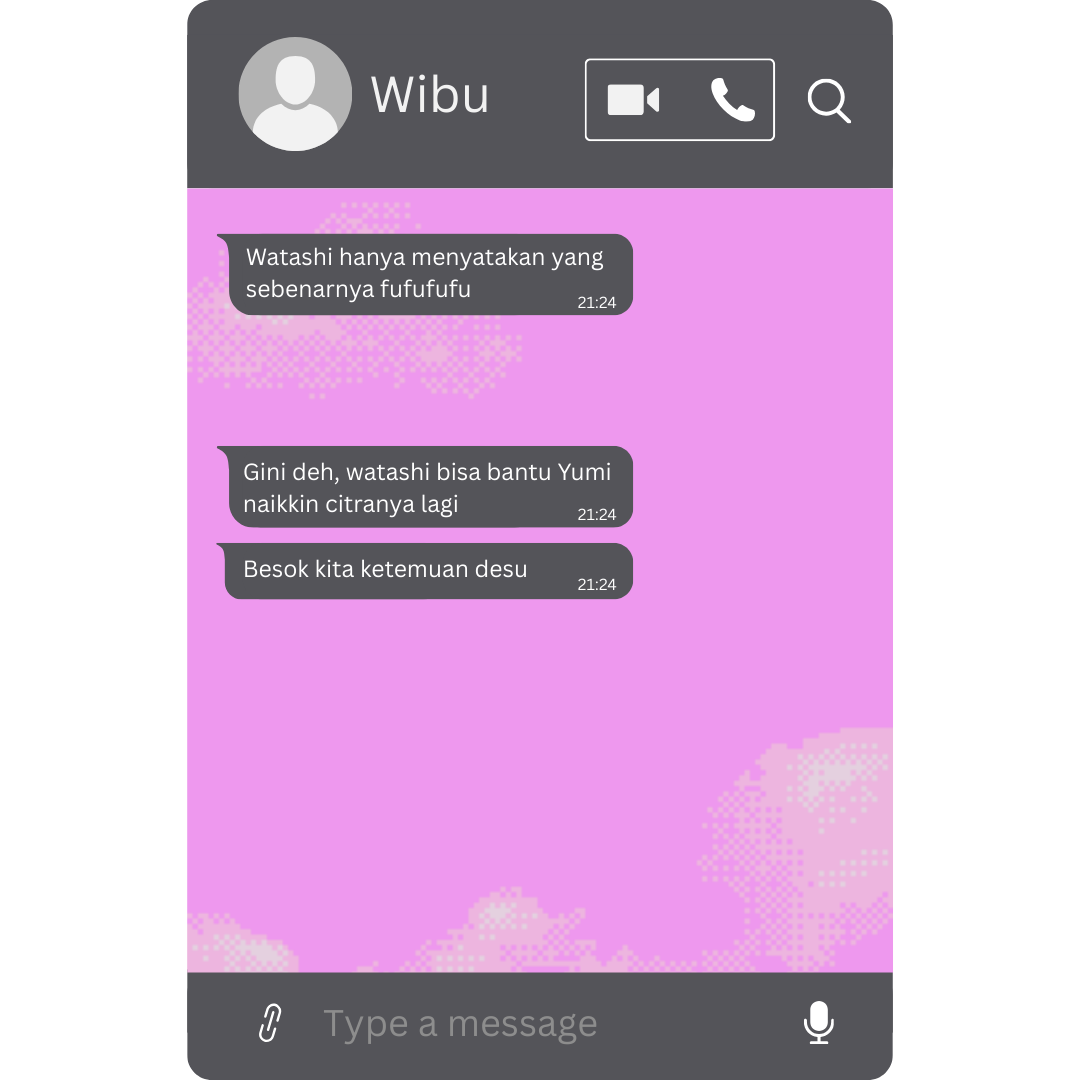 Wibu
Watashi hanya menyatakan yang
sebenarnya fufufufu
21:24
Gini deh, watashi bisa bantu Yumi
naikkin citranya lagi
21:24
Besok kita ketemuan desu
21:24
Type a message